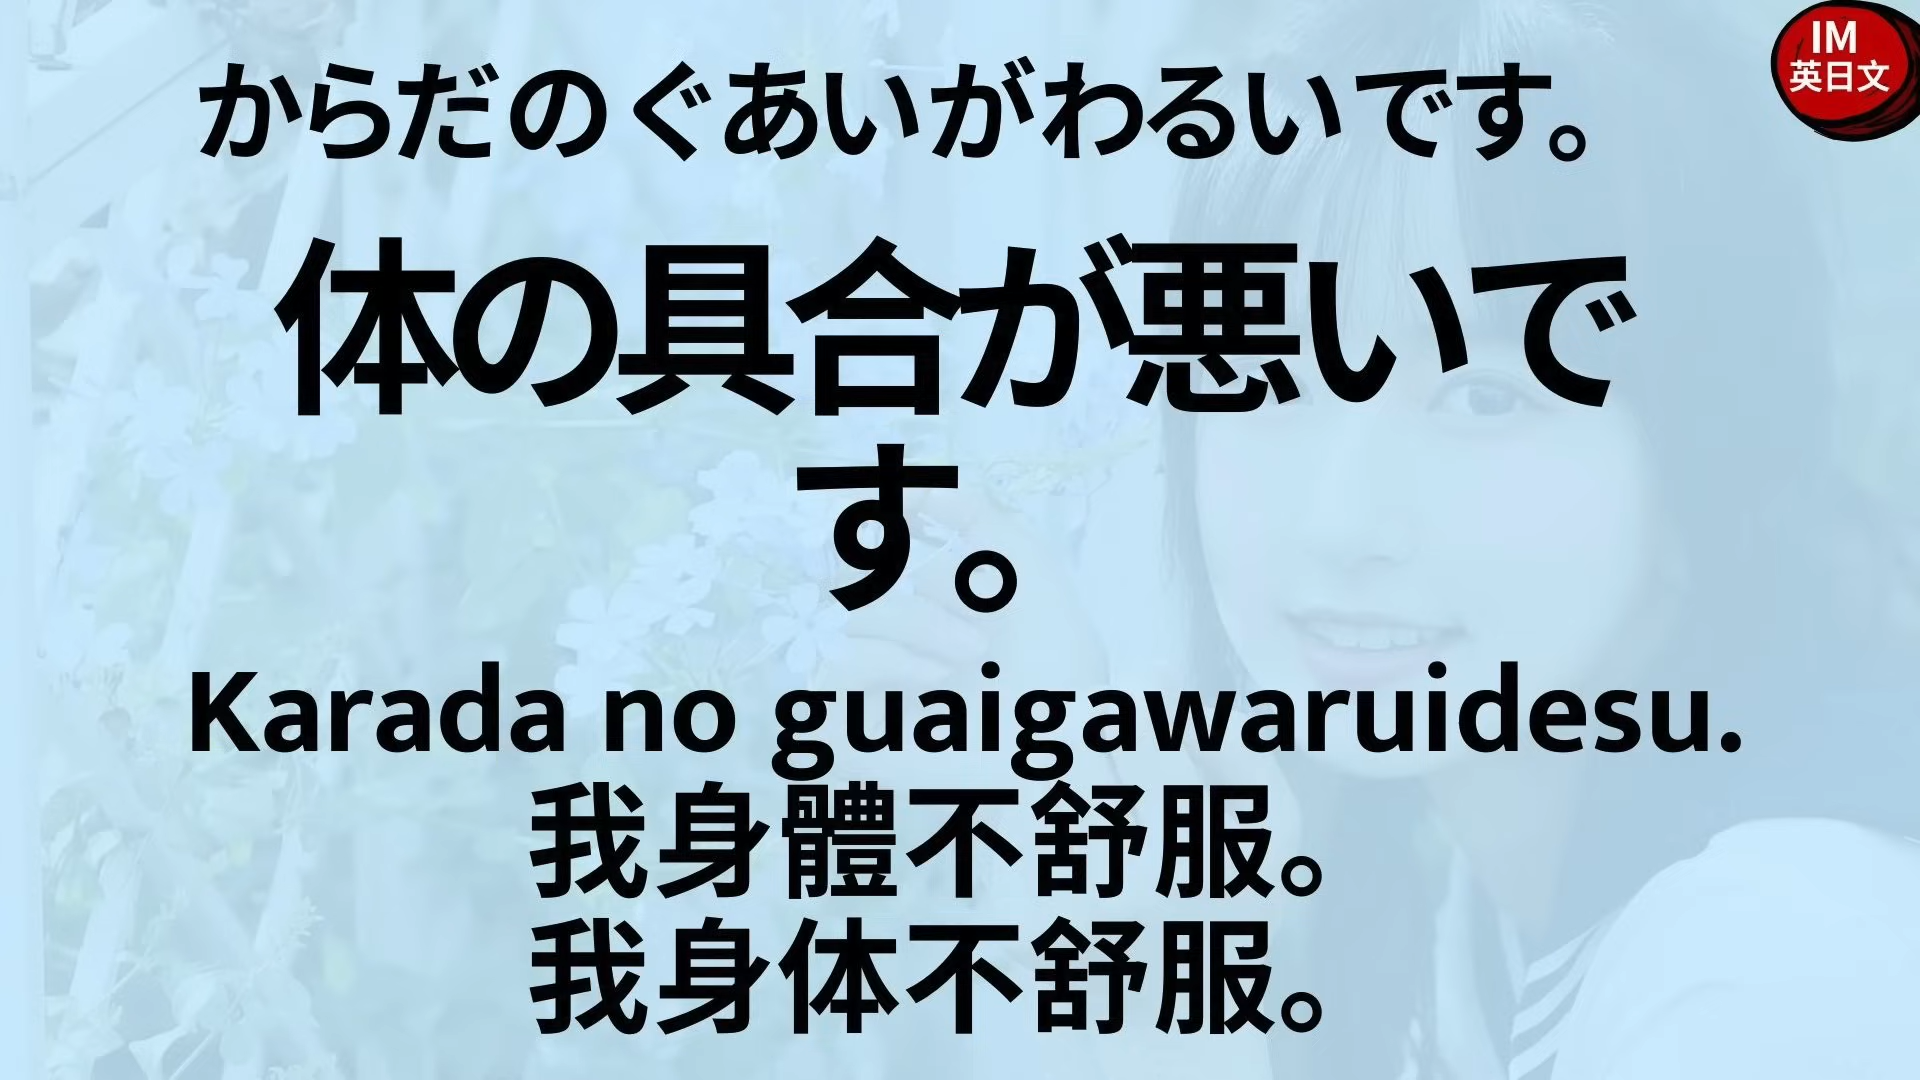 IM
英日文
からだのぐあいがわるいです。
体の具合が悪いで
す。
Karada no guaigawaruidesu.
我身體不舒服。
我身体不舒服。